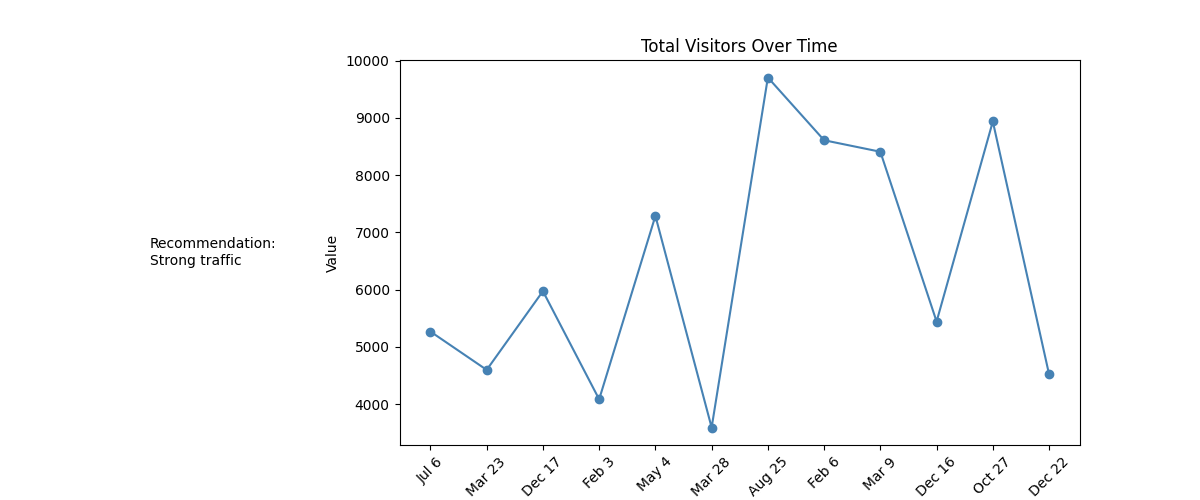 Total Visitors Over Time
Recommendation:
Strong traffic
Value
10000
9000
8000
7000
6000
5000
4000
Jul 6
Mar 23
Dec 17
Feb 3
May 4
Mar 28
Aug 25
Feb 6
Mar 9
Dec 16
Oct 27
Dec 22